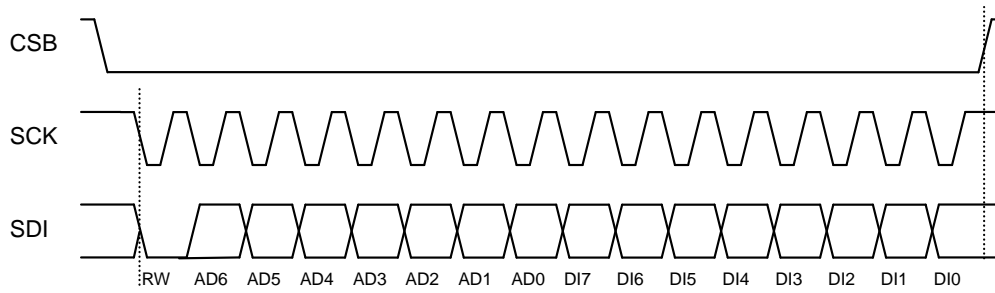 CSB
SCK
SDI
RW AD6 AD5 AD4 AD3 AD2 AD1 AD0 DI7 DI6 DI5 DI4 DI3 DI2 DI1 DI0